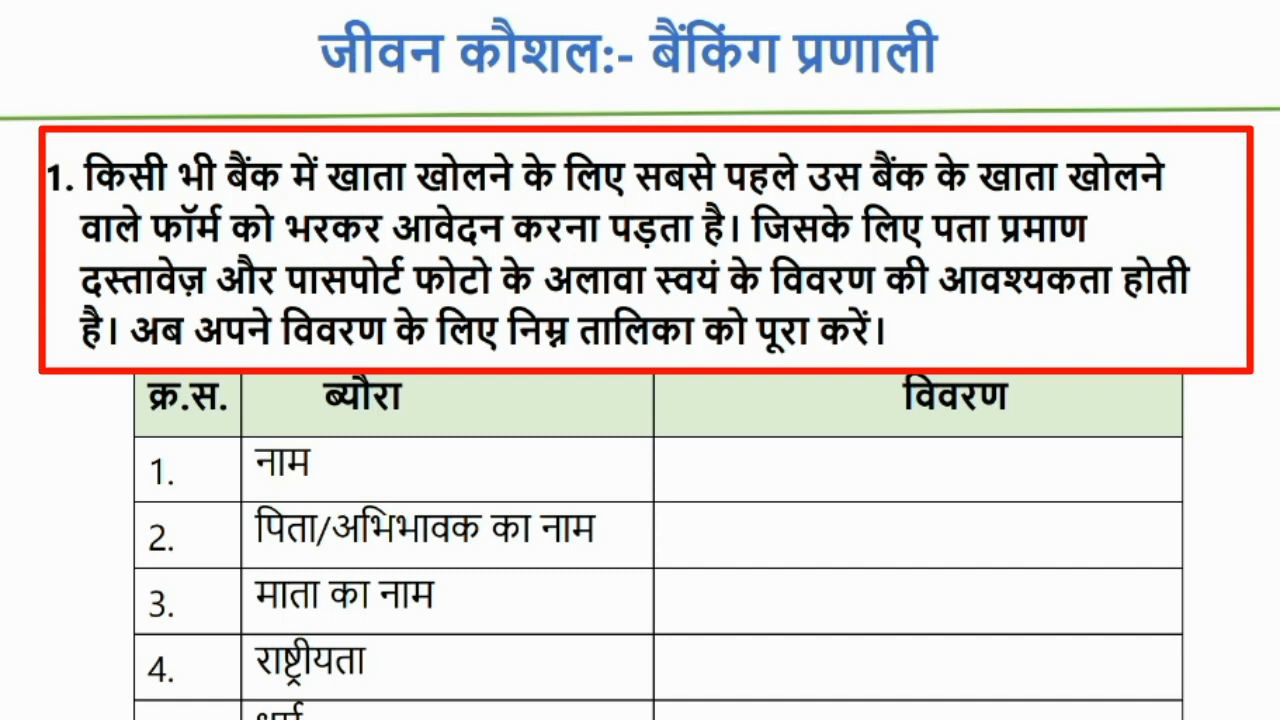 जीवन कौशल:- बैंकिंग प्रणाली
1. किसी भी बैंक में खाता खोलने के लिए सबसे पहले उस बैंक के खाता खोलने
वाले फॉर्म को भरकर आवेदन करना पड़ता है। जिसके लिए पता प्रमाण
दस्तावेज़ और पासपोर्ट फोटो के अलावा स्वयं के विवरण की आवश्यकता होती
है। अब अपने विवरण के लिए निम्न तालिका को पूरा करें।
क्र.स. ब्यौरा विवरण
1. नाम
2. पिता/अभिभावक का नाम
3. माता का नाम
4. राष्ट्रीयता